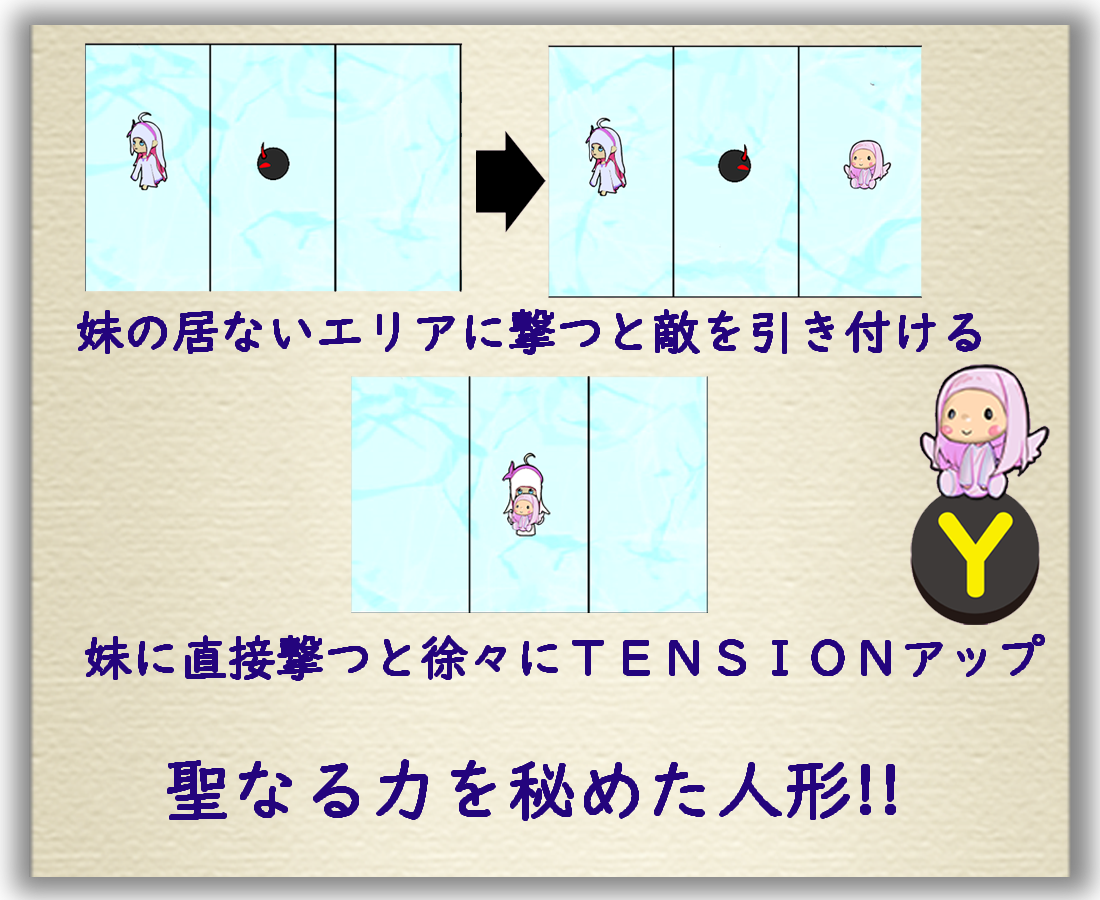 妹の居ないエリアに撃つと敵を引き付ける
Y
妹に直接撃つと徐々にＴＥＮＳＩＯＮアップ
聖なる力を秘めた人形!!